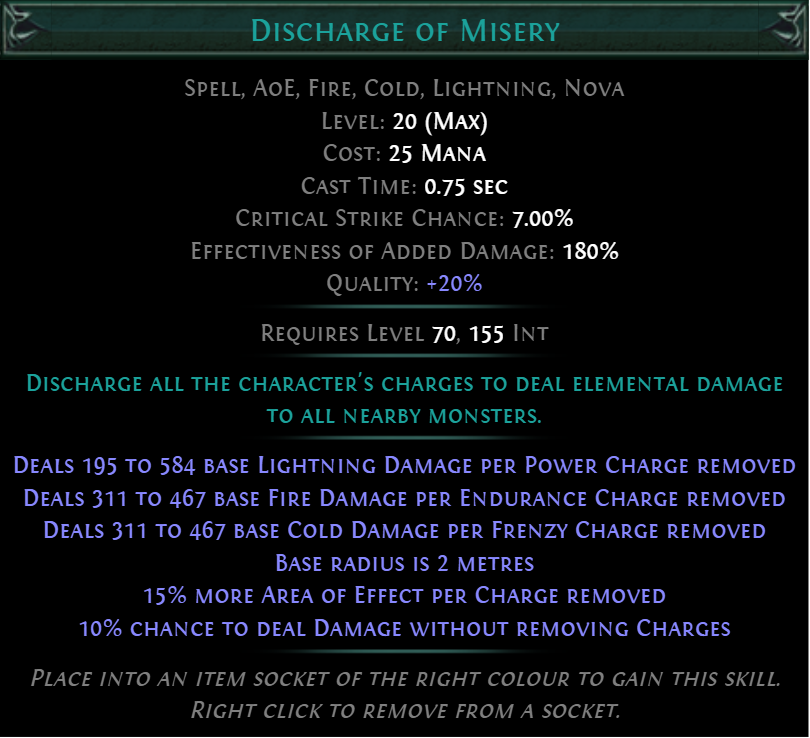 Discharge of Misery
Spell, AoE, Fire, Cold, Lightning, Nova
Level: 20 (Max)
Cost: 25 Mana
Cast Time: 0.75 sec
Critical Strike Chance: 7.00%
Effectiveness of Added Damage: 180%
Quality: +20%
Requires Level 70, 155 Int
Discharge all the character's charges to deal elemental damage
to all nearby monsters.
Deals 195 to 584 base Lightning Damage per Power Charge removed
Deals 311 to 467 base Fire Damage per Endurance Charge removed
Deals 311 to 467 base Cold Damage per Frenzy Charge removed
Base radius is 2 metres
15% more Area of Effect per Charge removed
10% chance to deal Damage without removing Charges
Place into an item socket of the right colour to gain this skill.
Right click to remove from a socket.